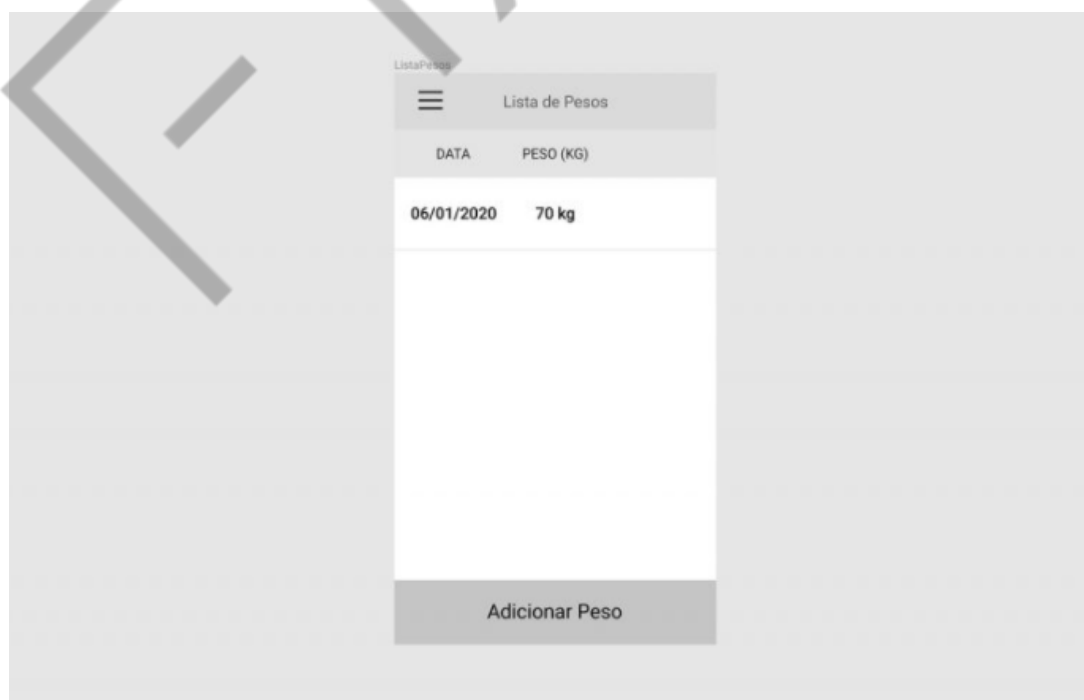 ListaPesos
Lista de Pesos
DATA PESO (KG)
06/01/2020 70 kg
Adicionar Peso